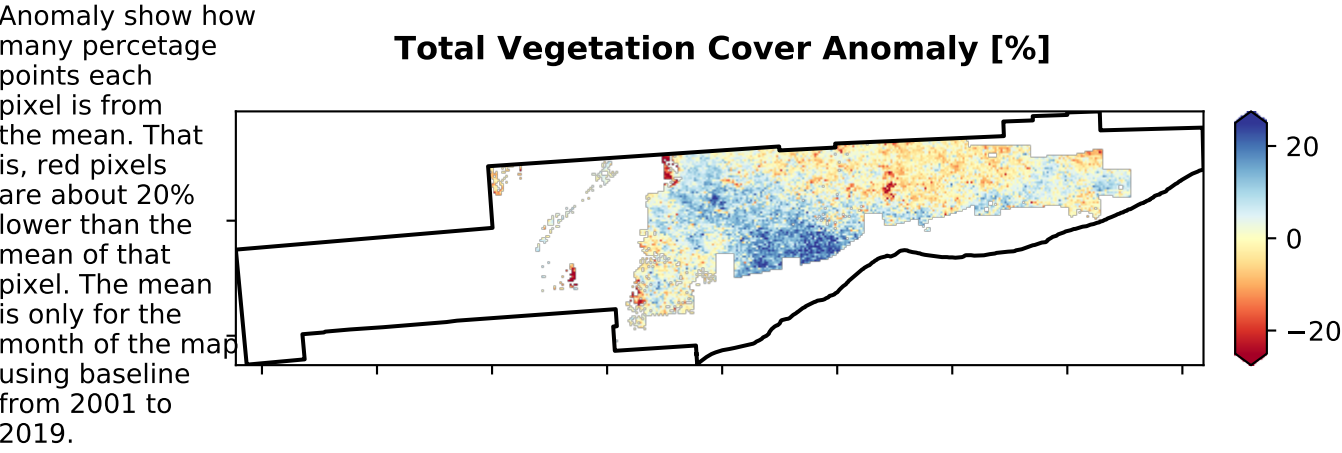 Anomaly show how
many percetage
points each
pixel is from
the mean. That
is, red pixels
are about 20%
lower than the
mean of that
pixel. The mean
is only for the
month of the map
using baseline
from 2001 to
2019.
Total Vegetation Cover Anomaly [%]
20
0
−20